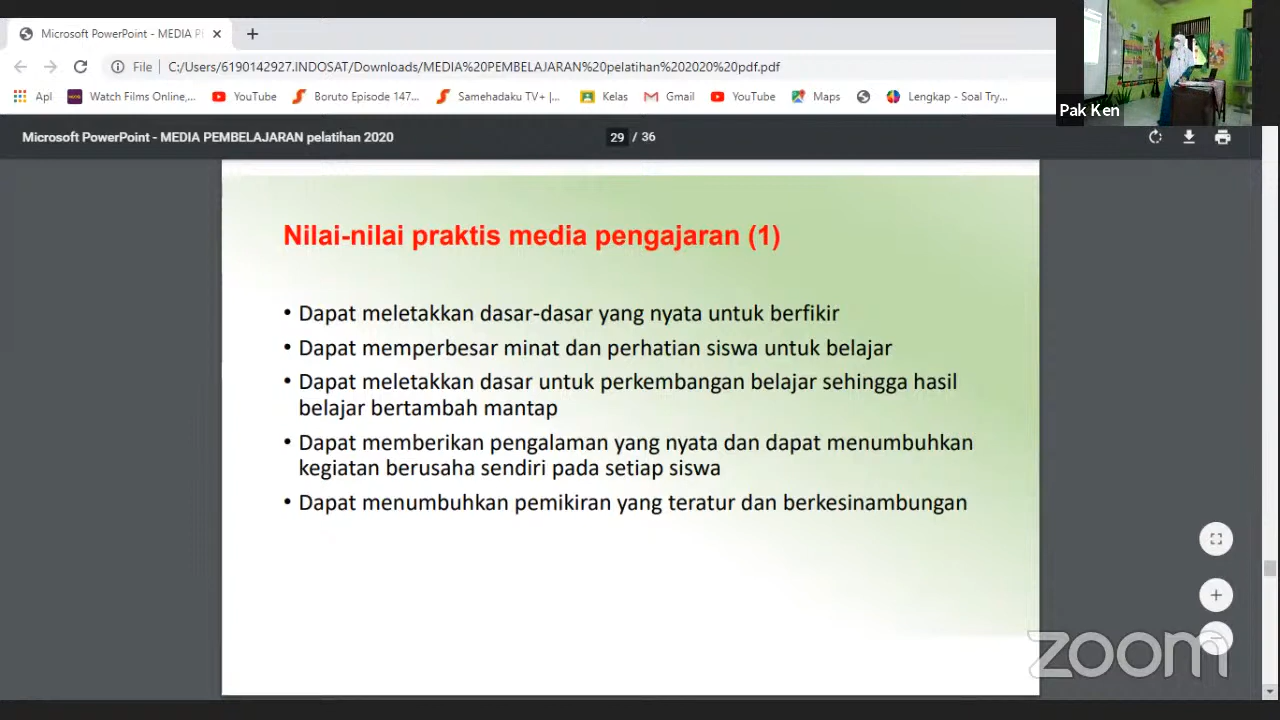 Microsoft PowerPoint - MEDIA P
File
C:/Users/6190142927.INDOSAT/Downloads/MEDIA%20PEMBELAJARAN%20pelatihan%202020%20pdf.pdf
Apl
Watch Films Online,...
YouTube
Boruto Episode 147...
Samehadaku TV+ |...
Kelas
Gmail
YouTube
Maps
Lengkap - Soal Try...
Pak Ken
Microsoft PowerPoint - MEDIA PEMBELAJARAN pelatihan 2020
29 / 36
Nilai-nilai praktis media pengajaran (1)
• Dapat meletakkan dasar-dasar yang nyata untuk berfikir
• Dapat memperbesar minat dan perhatian siswa untuk belajar
• Dapat meletakkan dasar untuk perkembangan belajar sehingga hasil
belajar bertambah mantap
• Dapat memberikan pengalaman yang nyata dan dapat menumbuhkan
kegiatan berusaha sendiri pada setiap siswa
• Dapat menumbuhkan pemikiran yang teratur dan berkesinambungan
zoom